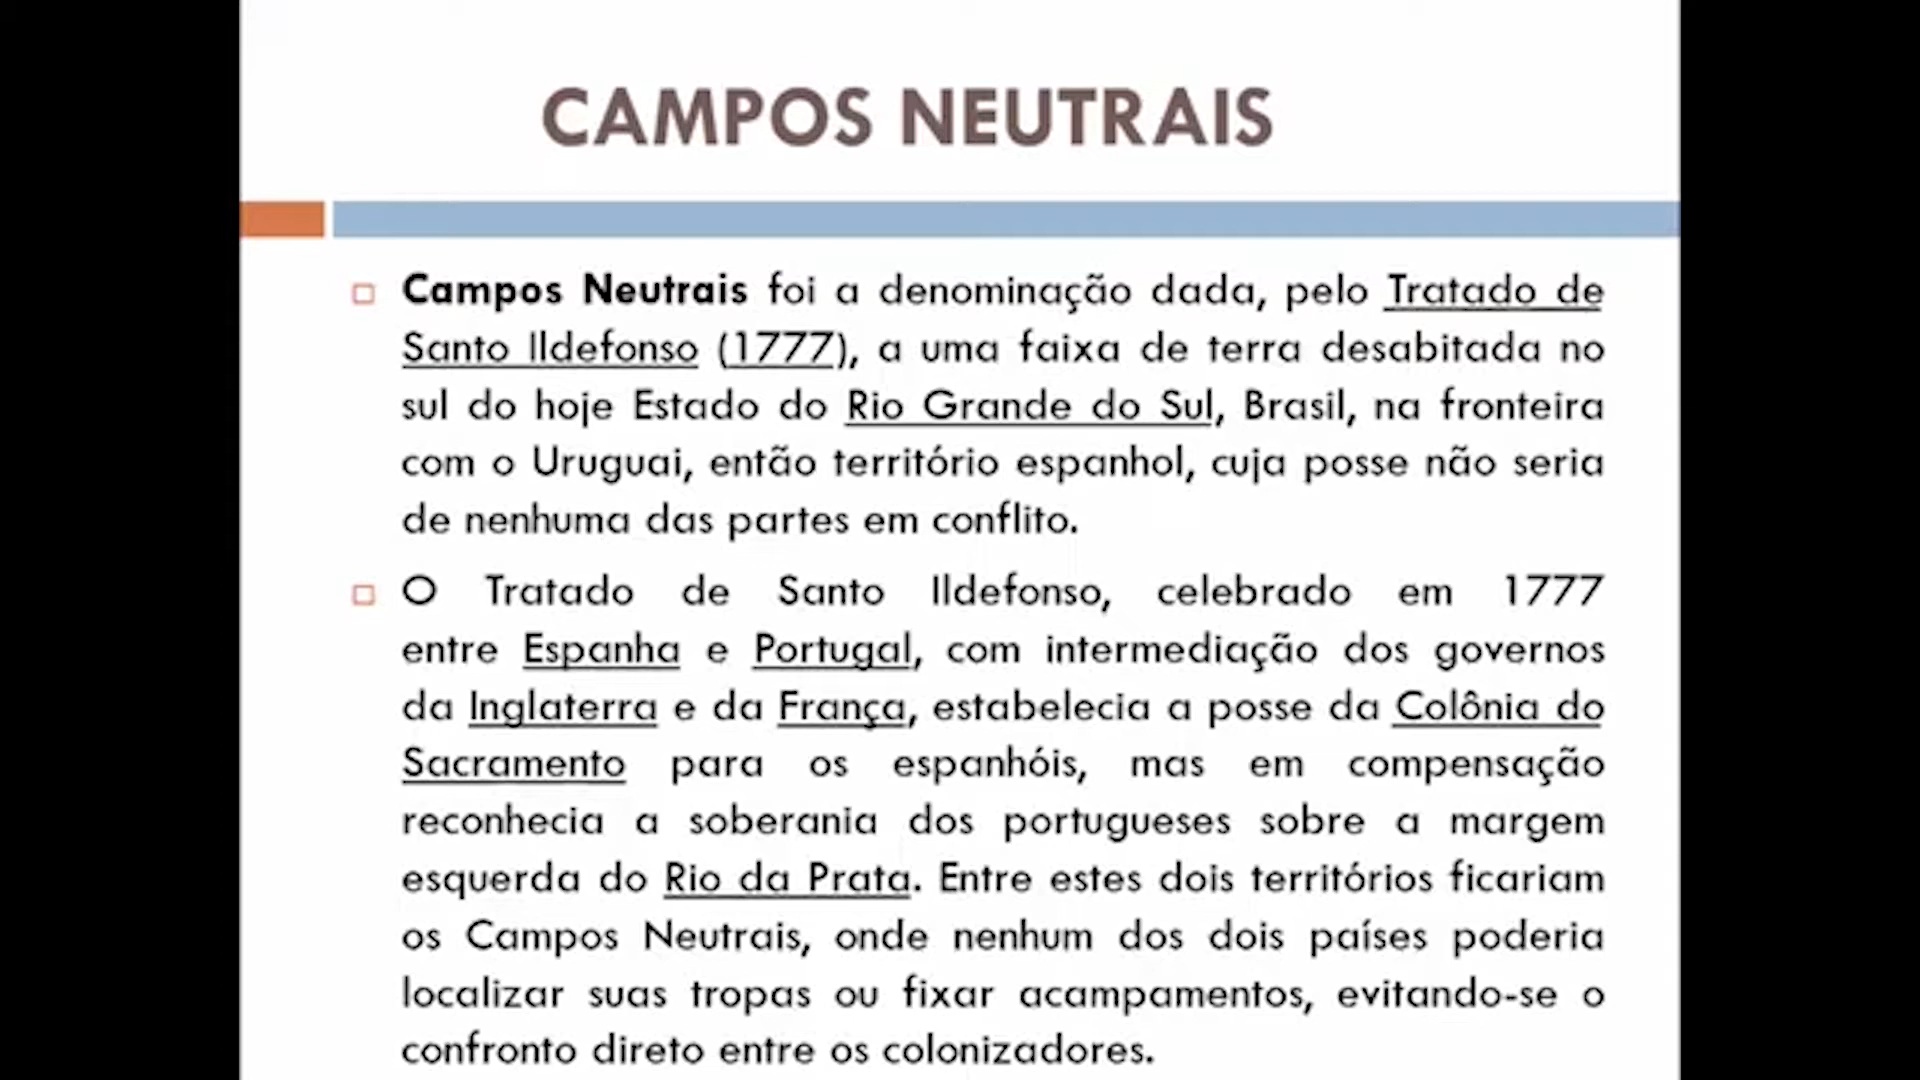 CAMPOS NEUTRAIS
Campos Neutrais foi a denominação dada, pelo Tratado de
Santo Ildefonso (1777), a uma faixa de terra desabitada no
sul do hoje Estado do Rio Grande do Sul, Brasil, na fronteira
com o Uruguai, então território espanhol, cuja posse não seria
de nenhuma das partes em conflito.
O Tratado de Santo Ildefonso, celebrado em 1777
entre Espanha e Portugal, com intermediação dos governos
da Inglaterra e da França, estabelecia a posse da Colônia do
Sacramento para os espanhóis, mas em compensação
reconhecia a soberania dos portugueses sobre a margem
esquerda do Rio da Prata. Entre estes dois territórios ficariam
os Campos Neutrais, onde nenhum dos dois países poderia
localizar suas tropas ou fixar acampamentos, evitando-se o
confronto direto entre os colonizadores.